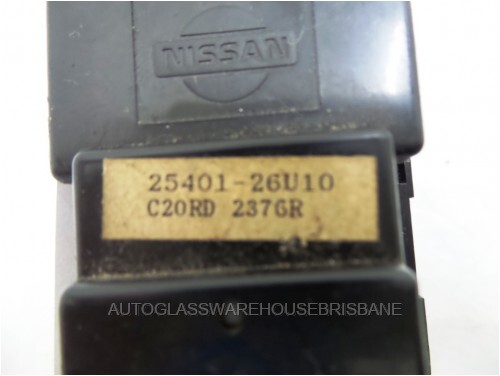 NISSAN
25401-26U10
C20RD 2376R
AUTOGLASSWAREHOUSEBRISBANE